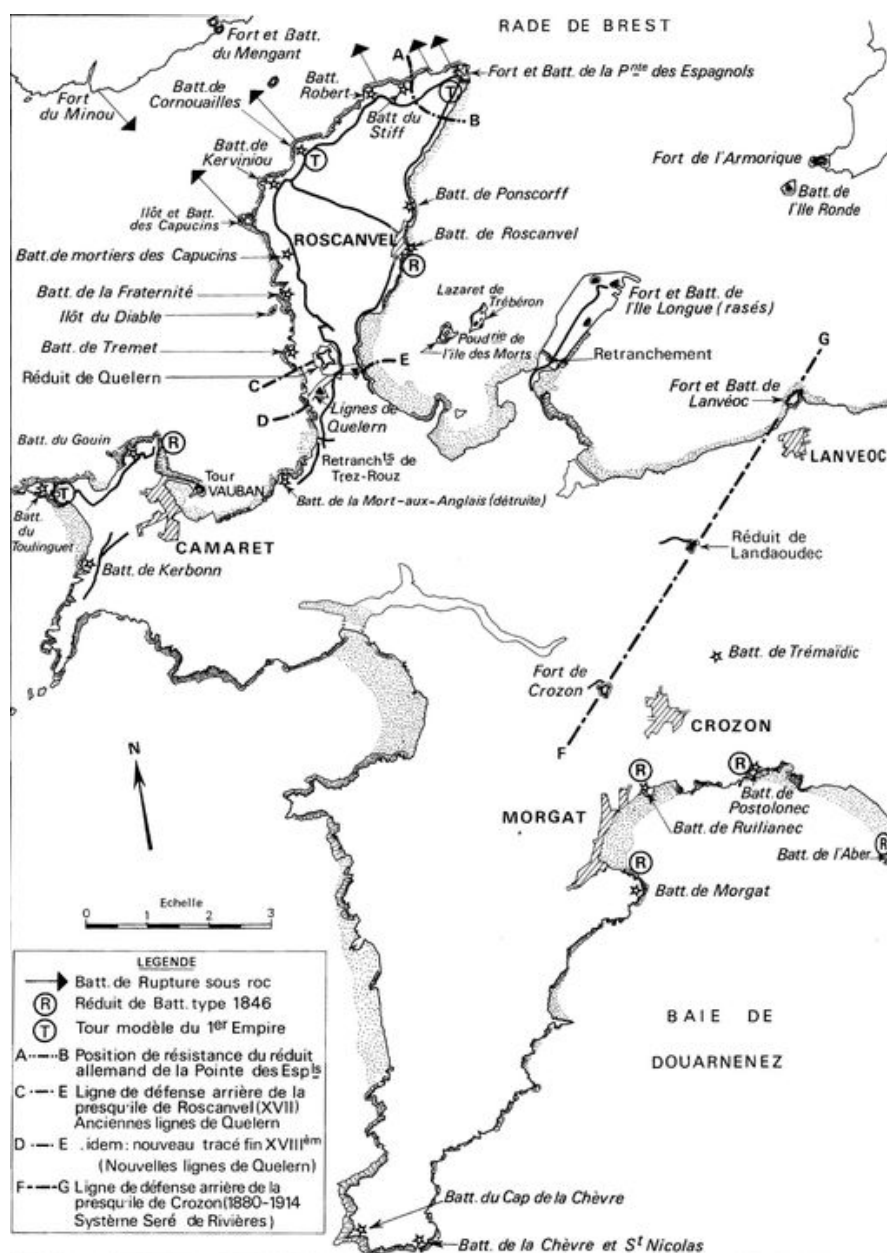 RADE DE BREST
Fort et Batt.
du Mengant
A
Fort et Batt. de la Pnte des Espagnols
Batt. de
Cornouailles
Batt.
Robert
Fort
du Minou
T
Batt du
Stiff
B
Batt. de
Kerviniou
T
Fort de l'Armorique
Batt. de
l'Ile Ronde
Batt. de Ponscorff
Ilôt et Batt.
des Capucins
ROSCANVEL
Batt. de Roscanvel
Batt. de mortiers des Capucins
R
Lazaret de
Trébéron
Fort et Batt. de
l'Ile Longue (rasés)
Batt. de la Fraternité
Ilôt du Diable
Poudrie de
l'île des Morts
G
Batt. de Tremet
E
Retranchement
Réduit de Quelern
C
Fort et Batt. de
Lanvéoc
D
Lignes de
Quelern
Batt. du Gouin
R
LANVEOC
Retrancht.s de
Trez-Rouz
Tour
VAUBAN
T
Batt. de la Mort-aux-Anglais (détruite)
Batt.
du
Toulinguet
CAMARET
Réduit de
Landaoudec
Batt. de Kerbonn
Batt. de Trémaïdic
Fort de
Crozon
CROZON
N
F
R
R
Batt. de
Postolonec
MORGAT
Batt. de Ruilianec
R
Batt. de l'Aber
R
Batt. de Morgat
Echelle
0 1 2 3
LEGENDE
Batt. de Rupture sous roc
R Réduit de Batt. type 1846
T Tour modèle du 1er Empire
A B Position de résistance du réduit
allemand de la Pointe des Espls
C E Ligne de défense arrière de la
presqu'ile de Roscanvel (XVII)
Anciennes lignes de Quelern
D E .idem: nouveau tracé fin XVIIIèm
(Nouvelles lignes de Quelern)
F G Ligne de défense arrière de la
presqu'ile de Crozon (1880-1914
Système Seré de Rivières)
BAIE DE
DOUARNENEZ
Batt. du Cap de la Chèvre
Batt. de la Chèvre et St Nicolas